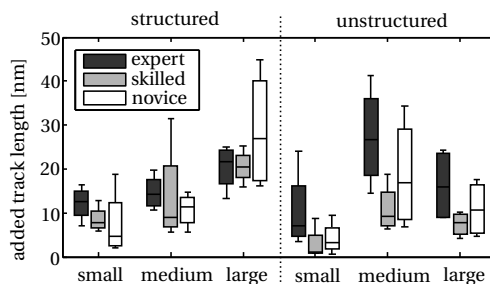 structured
unstructured
added track length [nm]
50
40
30
20
10
0
expert
skilled
novice
small
medium
large
small
medium
large